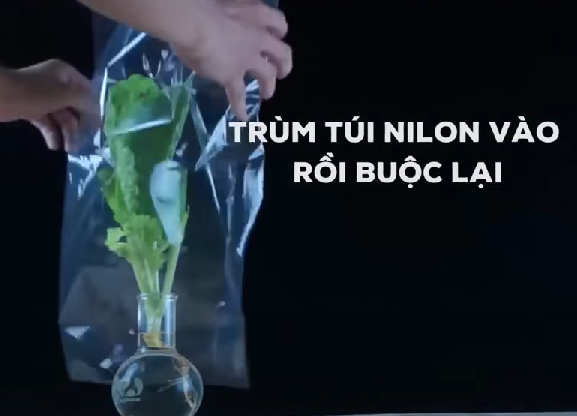 TRÙM TÚI NILON VÀO
RỒI BUỘC LẠI